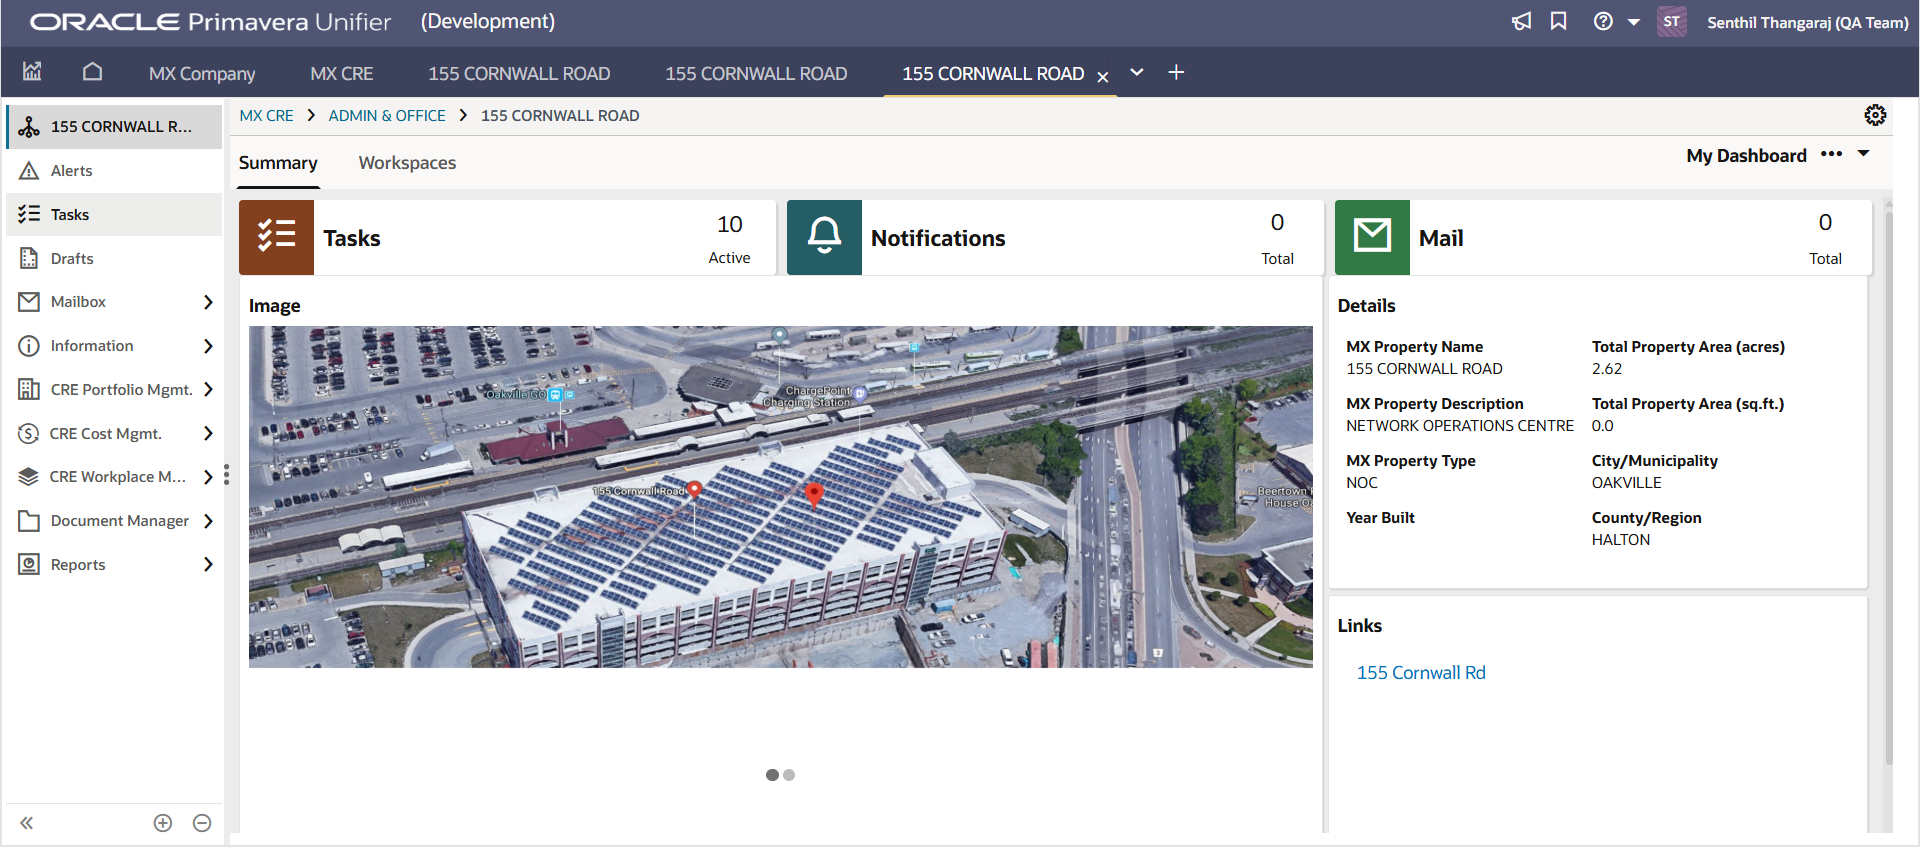 ORACLE Primavera Unifier (Development)
ST Senthil Thangaraj (QA Team)
MX Company MX CRE 155 CORNWALL ROAD 155 CORNWALL ROAD 155 CORNWALL ROAD
155 CORNWALL R...
Alerts
Tasks
Drafts
Mailbox
Information
CRE Portfolio Mgmt.
CRE Cost Mgmt.
CRE Workplace M...
Document Manager
Reports
MX CRE > ADMIN & OFFICE > 155 CORNWALL ROAD
Summary Workspaces
My Dashboard
Tasks
10
Active
Notifications
0
Total
Mail
0
Total
Image
Oakville GO
ChargePoint
Charging Station
155 Cornwall Road
Beertown
House
Details
MX Property Name
155 CORNWALL ROAD
Total Property Area (acres)
2.62
MX Property Description
NETWORK OPERATIONS CENTRE
Total Property Area (sq.ft.)
0.0
MX Property Type
NOC
City/Municipality
OAKVILLE
Year Built
County/Region
HALTON
Links
155 Cornwall Rd